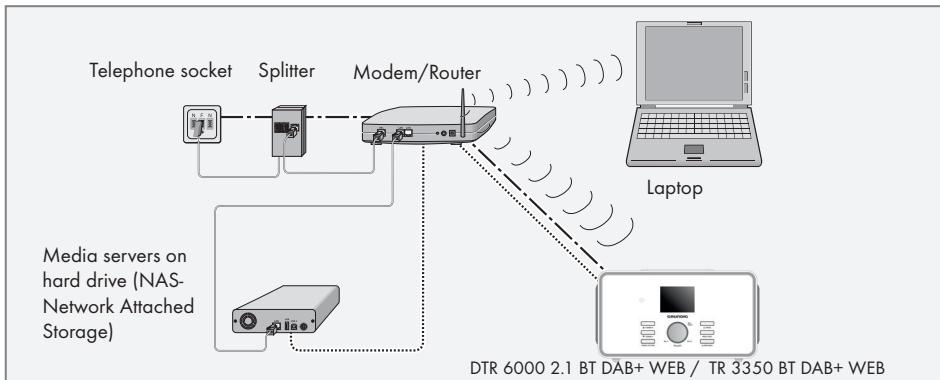 Telephone socket
Splitter
Modem/Router
N F N
Laptop
Media servers on
hard drive (NAS-
Network Attached
Storage)
GRUNDIG
DTR 6000 2.1 BT DAB+ WEB / TR 3350 BT DAB+ WEB